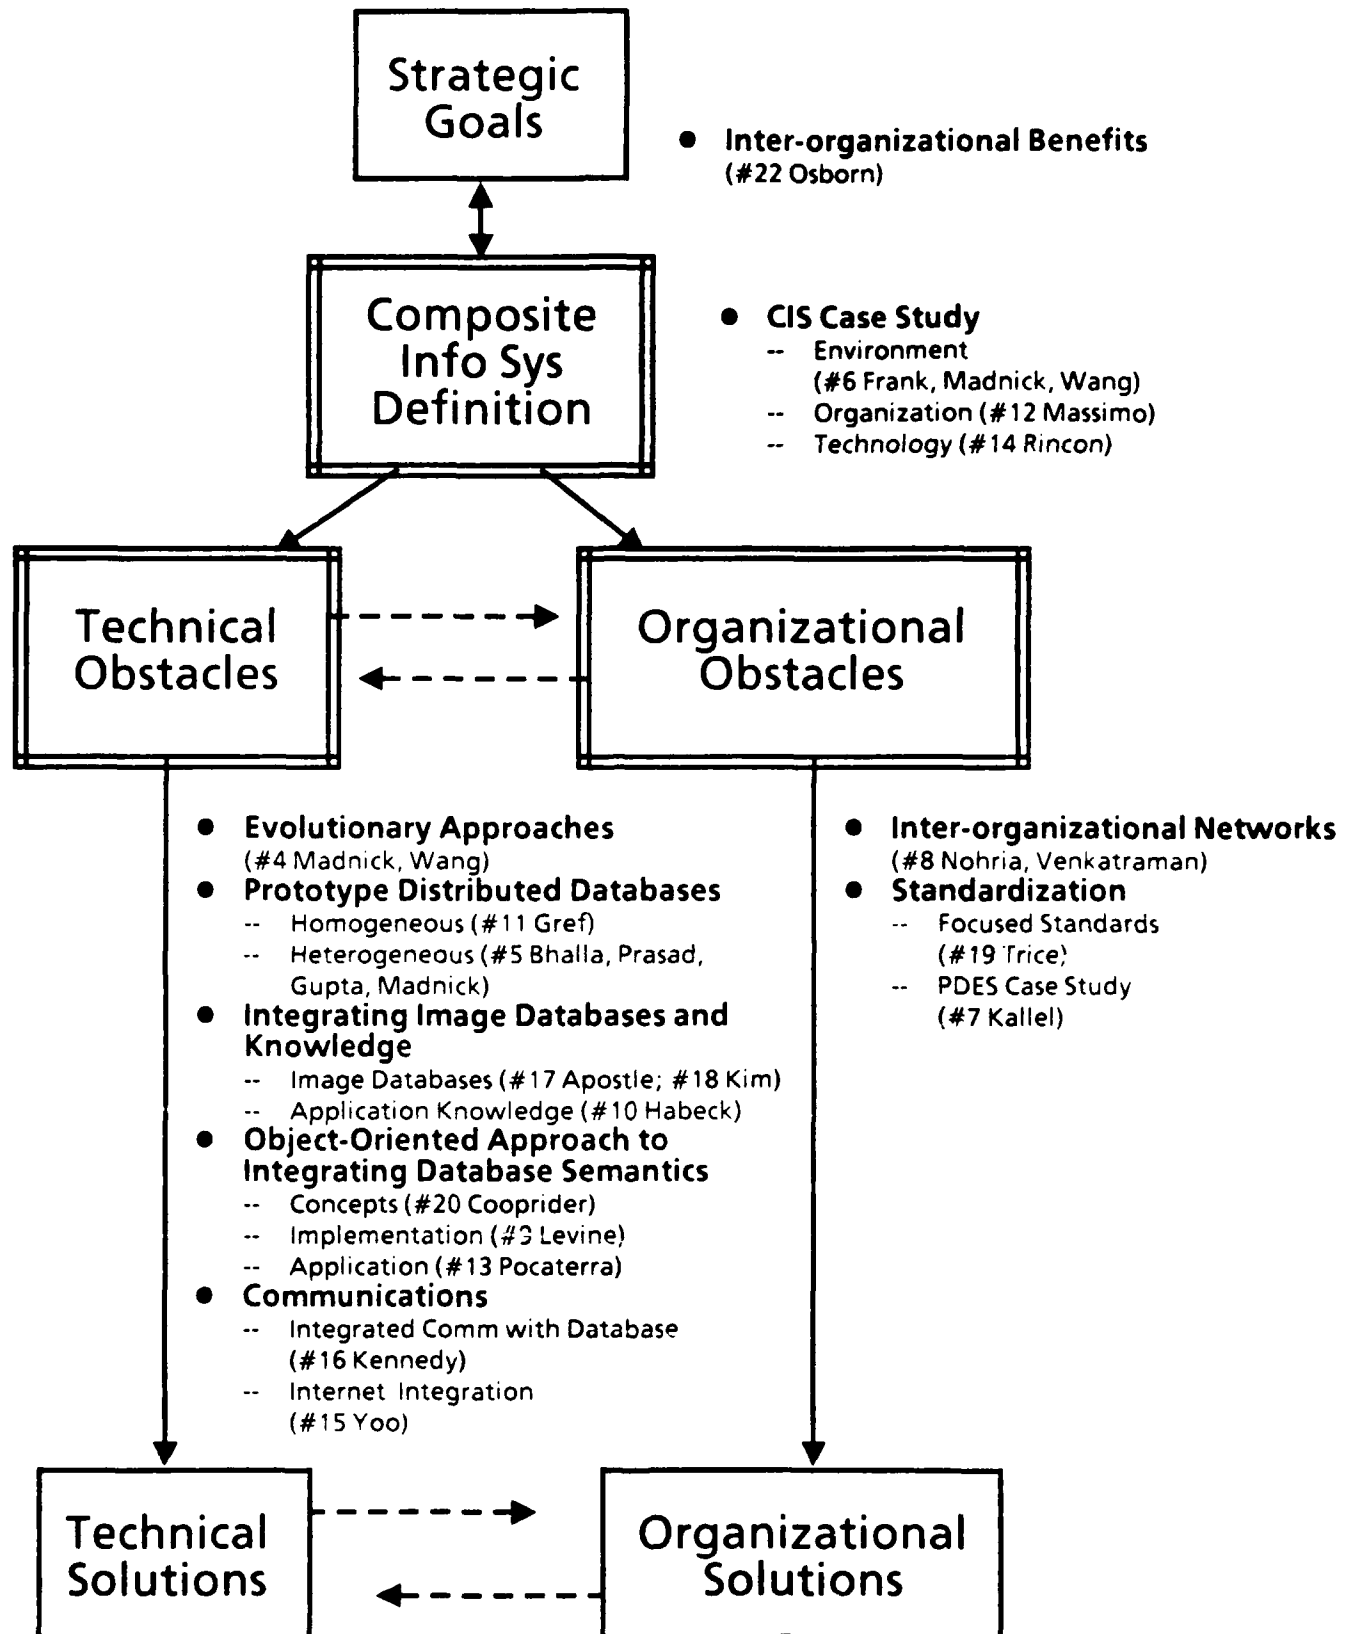 Strategic
Goals
● Inter-organizational Benefits
(#22 Osborn)
Composite
Info Sys
Definition
● CIS Case Study
-- Environment
(#6 Frank, Madnick, Wang)
-- Organization (#12 Massimo)
-- Technology (#14 Rincon)
Technical
Obstacles
Organizational
Obstacles
● Evolutionary Approaches
(#4 Madnick, Wang)
● Prototype Distributed Databases
-- Homogeneous (#11 Gref)
-- Heterogeneous (#5 Bhalla, Prasad,
Gupta, Madnick)
● Integrating Image Databases and
Knowledge
-- Image Databases (#17 Apostle; #18 Kim)
-- Application Knowledge (#10 Habeck)
● Object-Oriented Approach to
Integrating Database Semantics
-- Concepts (#20 Cooprider)
-- Implementation ( Levine)
-- Application (#13 Pocaterra)
● Communications
-- Integrated Comm with Database
(#16 Kennedy)
-- Internet Integration
(#15 Yoo)
● Inter-organizational Networks
(#8 Nohria, Venkatraman)
● Standardization
-- Focused Standards
(#19 Trice)
-- PDES Case Study
(#7 Kallel)
Technical
Solutions
Organizational
Solutions